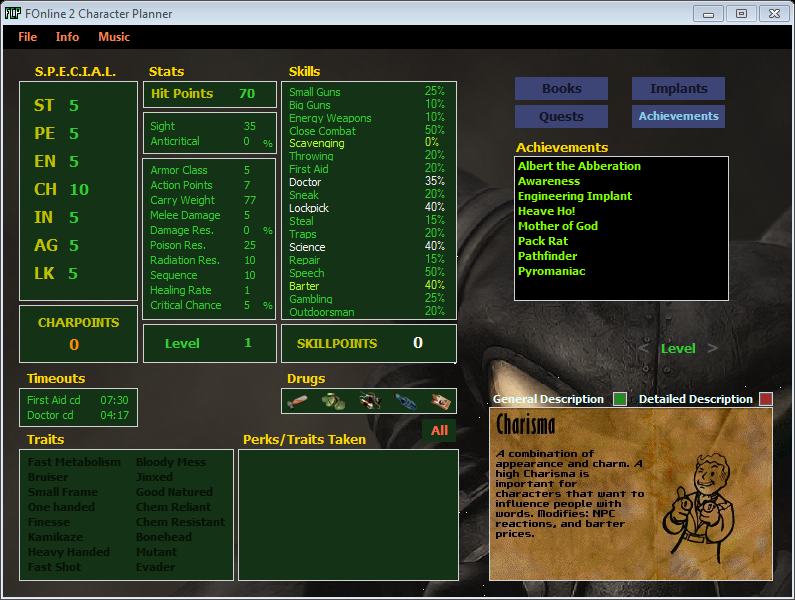 FOnline 2 Character Planner
File Info Music
S.P.E.C.I.A.L.
ST 5
PE 5
EN 5
CH 10
IN 5
AG 5
LK 5
CHARPOINTS
0
Timeouts
First Aid cd 07:30
Doctor cd 04:17
Stats
Hit Points 70
Sight 35
Anticritical 0 %
Armor Class 5
Action Points 7
Carry Weight 77
Melee Damage 5
Damage Res. 0 %
Poison Res. 25
Radiation Res. 10
Sequence 10
Healing Rate 1
Critical Chance 5 %
Level 1
Skills
Small Guns 25%
Big Guns 10%
Energy Weapons 10%
Close Combat 50%
Scavenging 0%
Throwing 20%
First Aid 20%
Doctor 35%
Sneak 20%
Lockpick 40%
Steal 15%
Traps 20%
Science 40%
Repair 15%
Speech 50%
Barter 40%
Gambling 25%
Outdoorsman 20%
SKILLPOINTS 0
Drugs
All
Traits
Fast Metabolism Bloody Mess
Bruiser Jinxed
Small Frame Good Natured
One handed Chem Reliant
Finesse Chem Resistant
Kamikaze Bonehead
Heavy Handed Mutant
Fast Shot Evader
Perks/Traits Taken
Books Implants
Quests Achievements
Achievements
Albert the Abberation
Awareness
Engineering Implant
Heave Ho!
Mother of God
Pack Rat
Pathfinder
Pyromaniac
< Level >
General Description Detailed Description
Charisma
A combination of
appearance and charm. A
high Charisma is
important for
characters that want to
influence people with
words. Modifies: NPC
reactions, and barter
prices.